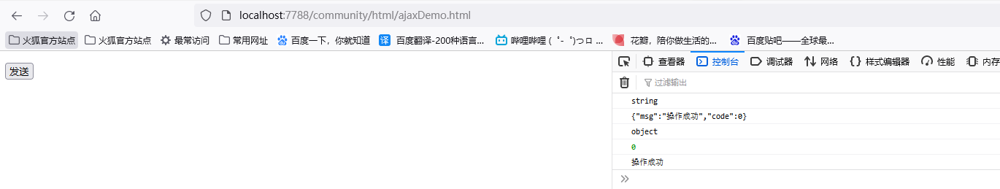 localhost:7788/community/html/ajaxDemo.html
火狐官方站点 火狐官方站点 最常访问 常用网址 百度一下，你就知道 译 百度翻译-200种语言... 哔哩哔哩 ( ゜- ゜)つロ ... 花瓣，陪你做生活的... 百度贴吧——全球最...
发送
查看器 控制台 调试器 网络 {} 样式编辑器 性能 内存
过滤输出
string
{"msg":"操作成功","code":0}
object
0
操作成功